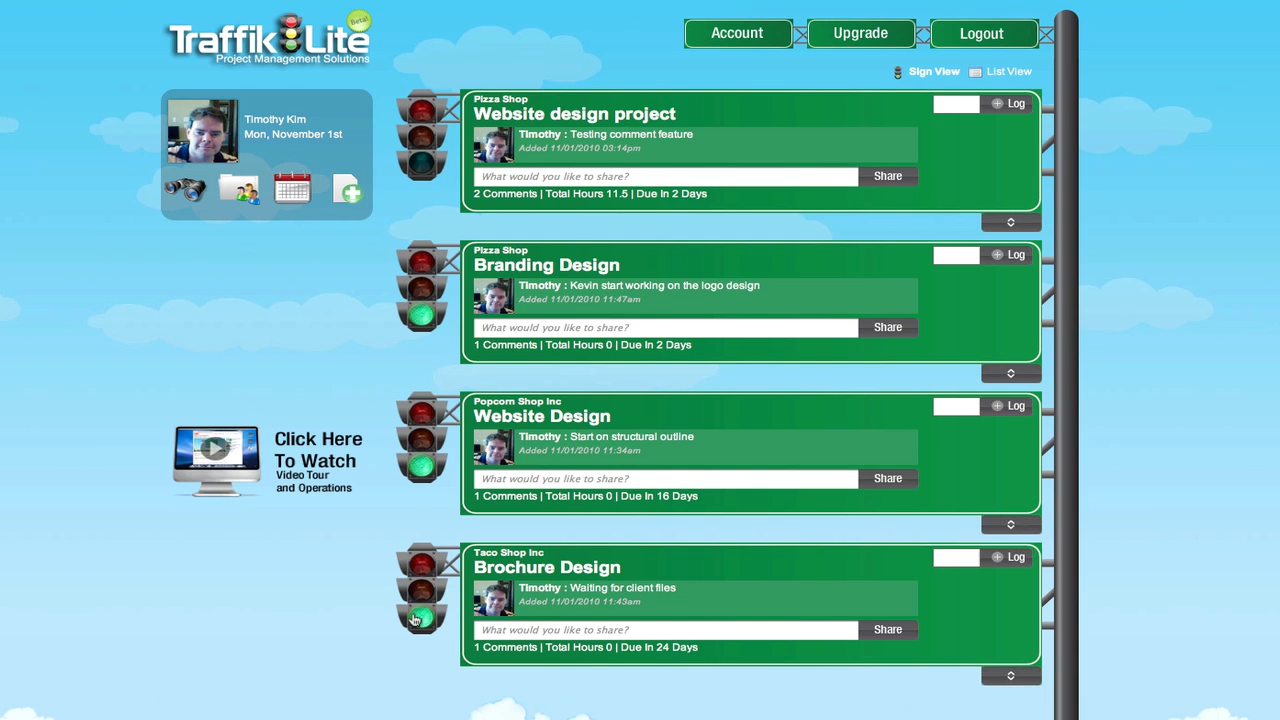 Traffik Lite
Beta!
Project Management Solutions
Account
Upgrade
Logout
Sign View
List View
Timothy Kim
Mon, November 1st
Pizza Shop
Website design project
Log
Timothy : Testing comment feature
Added 11/01/2010 03:14pm
What would you like to share?
Share
2 Comments | Total Hours 11.5 | Due In 2 Days
Pizza Shop
Branding Design
Log
Timothy : Kevin start working on the logo design
Added 11/01/2010 11:47am
What would you like to share?
Share
1 Comments | Total Hours 0 | Due In 2 Days
Popcorn Shop Inc
Website Design
Log
Timothy : Start on structural outline
Added 11/01/2010 11:34am
What would you like to share?
Share
1 Comments | Total Hours 0 | Due In 16 Days
Click Here
To Watch
Video Tour
and Operations
Taco Shop Inc
Brochure Design
Log
Timothy : Waiting for client files
Added 11/01/2010 11:43am
What would you like to share?
Share
1 Comments | Total Hours 0 | Due In 24 Days